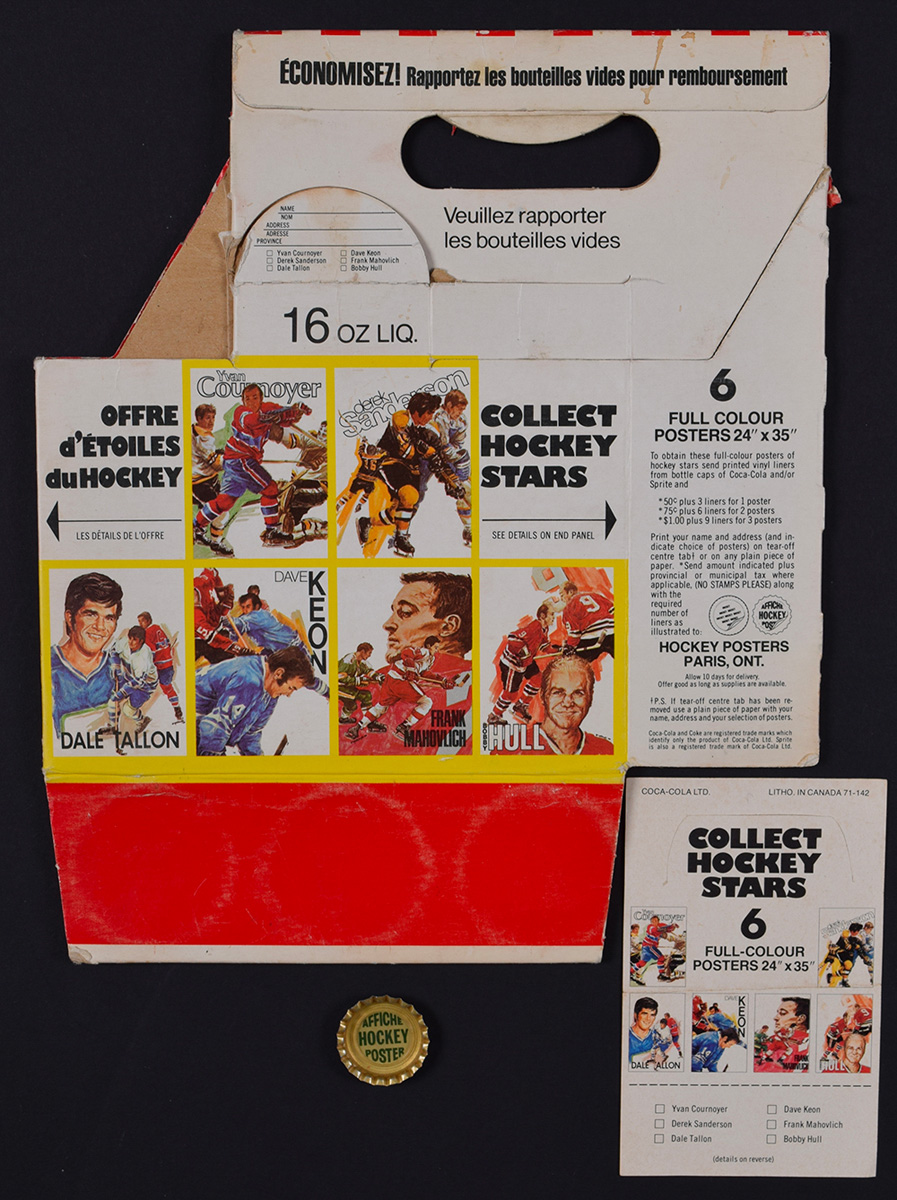 ÉCONOMISEZ! Rapportez les bouteilles vides pour remboursement
Veuillez rapporter
les bouteilles vides
NAME
NOM
ADDRESS
ADRESSE
PROVINCE
☐ Yvan Cournoyer ☐ Dave Keon
☐ Derek Sanderson ☐ Frank Mahovlich
☐ Dale Tallon ☐ Bobby Hull
16 OZ LIQ.
OFFRE
d'ÉTOILES
du HOCKEY
LES DÉTAILS DE L'OFFRE
Yvan
Cournoyer
derek
Sanderson
COLLECT
HOCKEY
STARS
SEE DETAILS ON END PANEL
DALE TALLON
DAVE KEON
FRANK
MAHOVLICH
BOBBY HULL
6
FULL COLOUR
POSTERS 24" x 35"
To obtain these full-colour posters of
hockey stars send printed vinyl liners
from bottle caps of Coca-Cola and/or
Sprite and
*50¢ plus 3 liners for 1 poster
*75¢ plus 6 liners for 2 posters
*$1.00 plus 9 liners for 3 posters
Print your name and address (and in-
dicate choice of posters) on tear-off
centre tab† or on any plain piece of
paper. *Send amount indicated plus
provincial or municipal tax where
applicable, (NO STAMPS PLEASE) along
with the
required
number of
liners as
illustrated to:
AFFICHE
HOCKEY
POST
HOCKEY POSTERS
PARIS, ONT.
Allow 10 days for delivery.
Offer good as long as supplies are available.
†P.S. If tear-off centre tab has been re-
moved use a plain piece of paper with your
name, address and your selection of posters.
Coca-Cola and Coke are registered trade marks which
identify only the product of Coca-Cola Ltd. Sprite
is also a registered trade mark of Coca-Cola Ltd.
COCA-COLA LTD. LITHO. IN CANADA 71-142
COLLECT
HOCKEY
STARS
6
FULL-COLOUR
POSTERS 24" x 35"
Yvan
Cournoyer
DALE TALLON
DAVE KEON
FRANK
MAHOVLICH
HULL
☐ Yvan Cournoyer ☐ Dave Keon
☐ Derek Sanderson ☐ Frank Mahovlich
☐ Dale Tallon ☐ Bobby Hull
(details on reverse)
AFFICHE
HOCKEY
POSTER